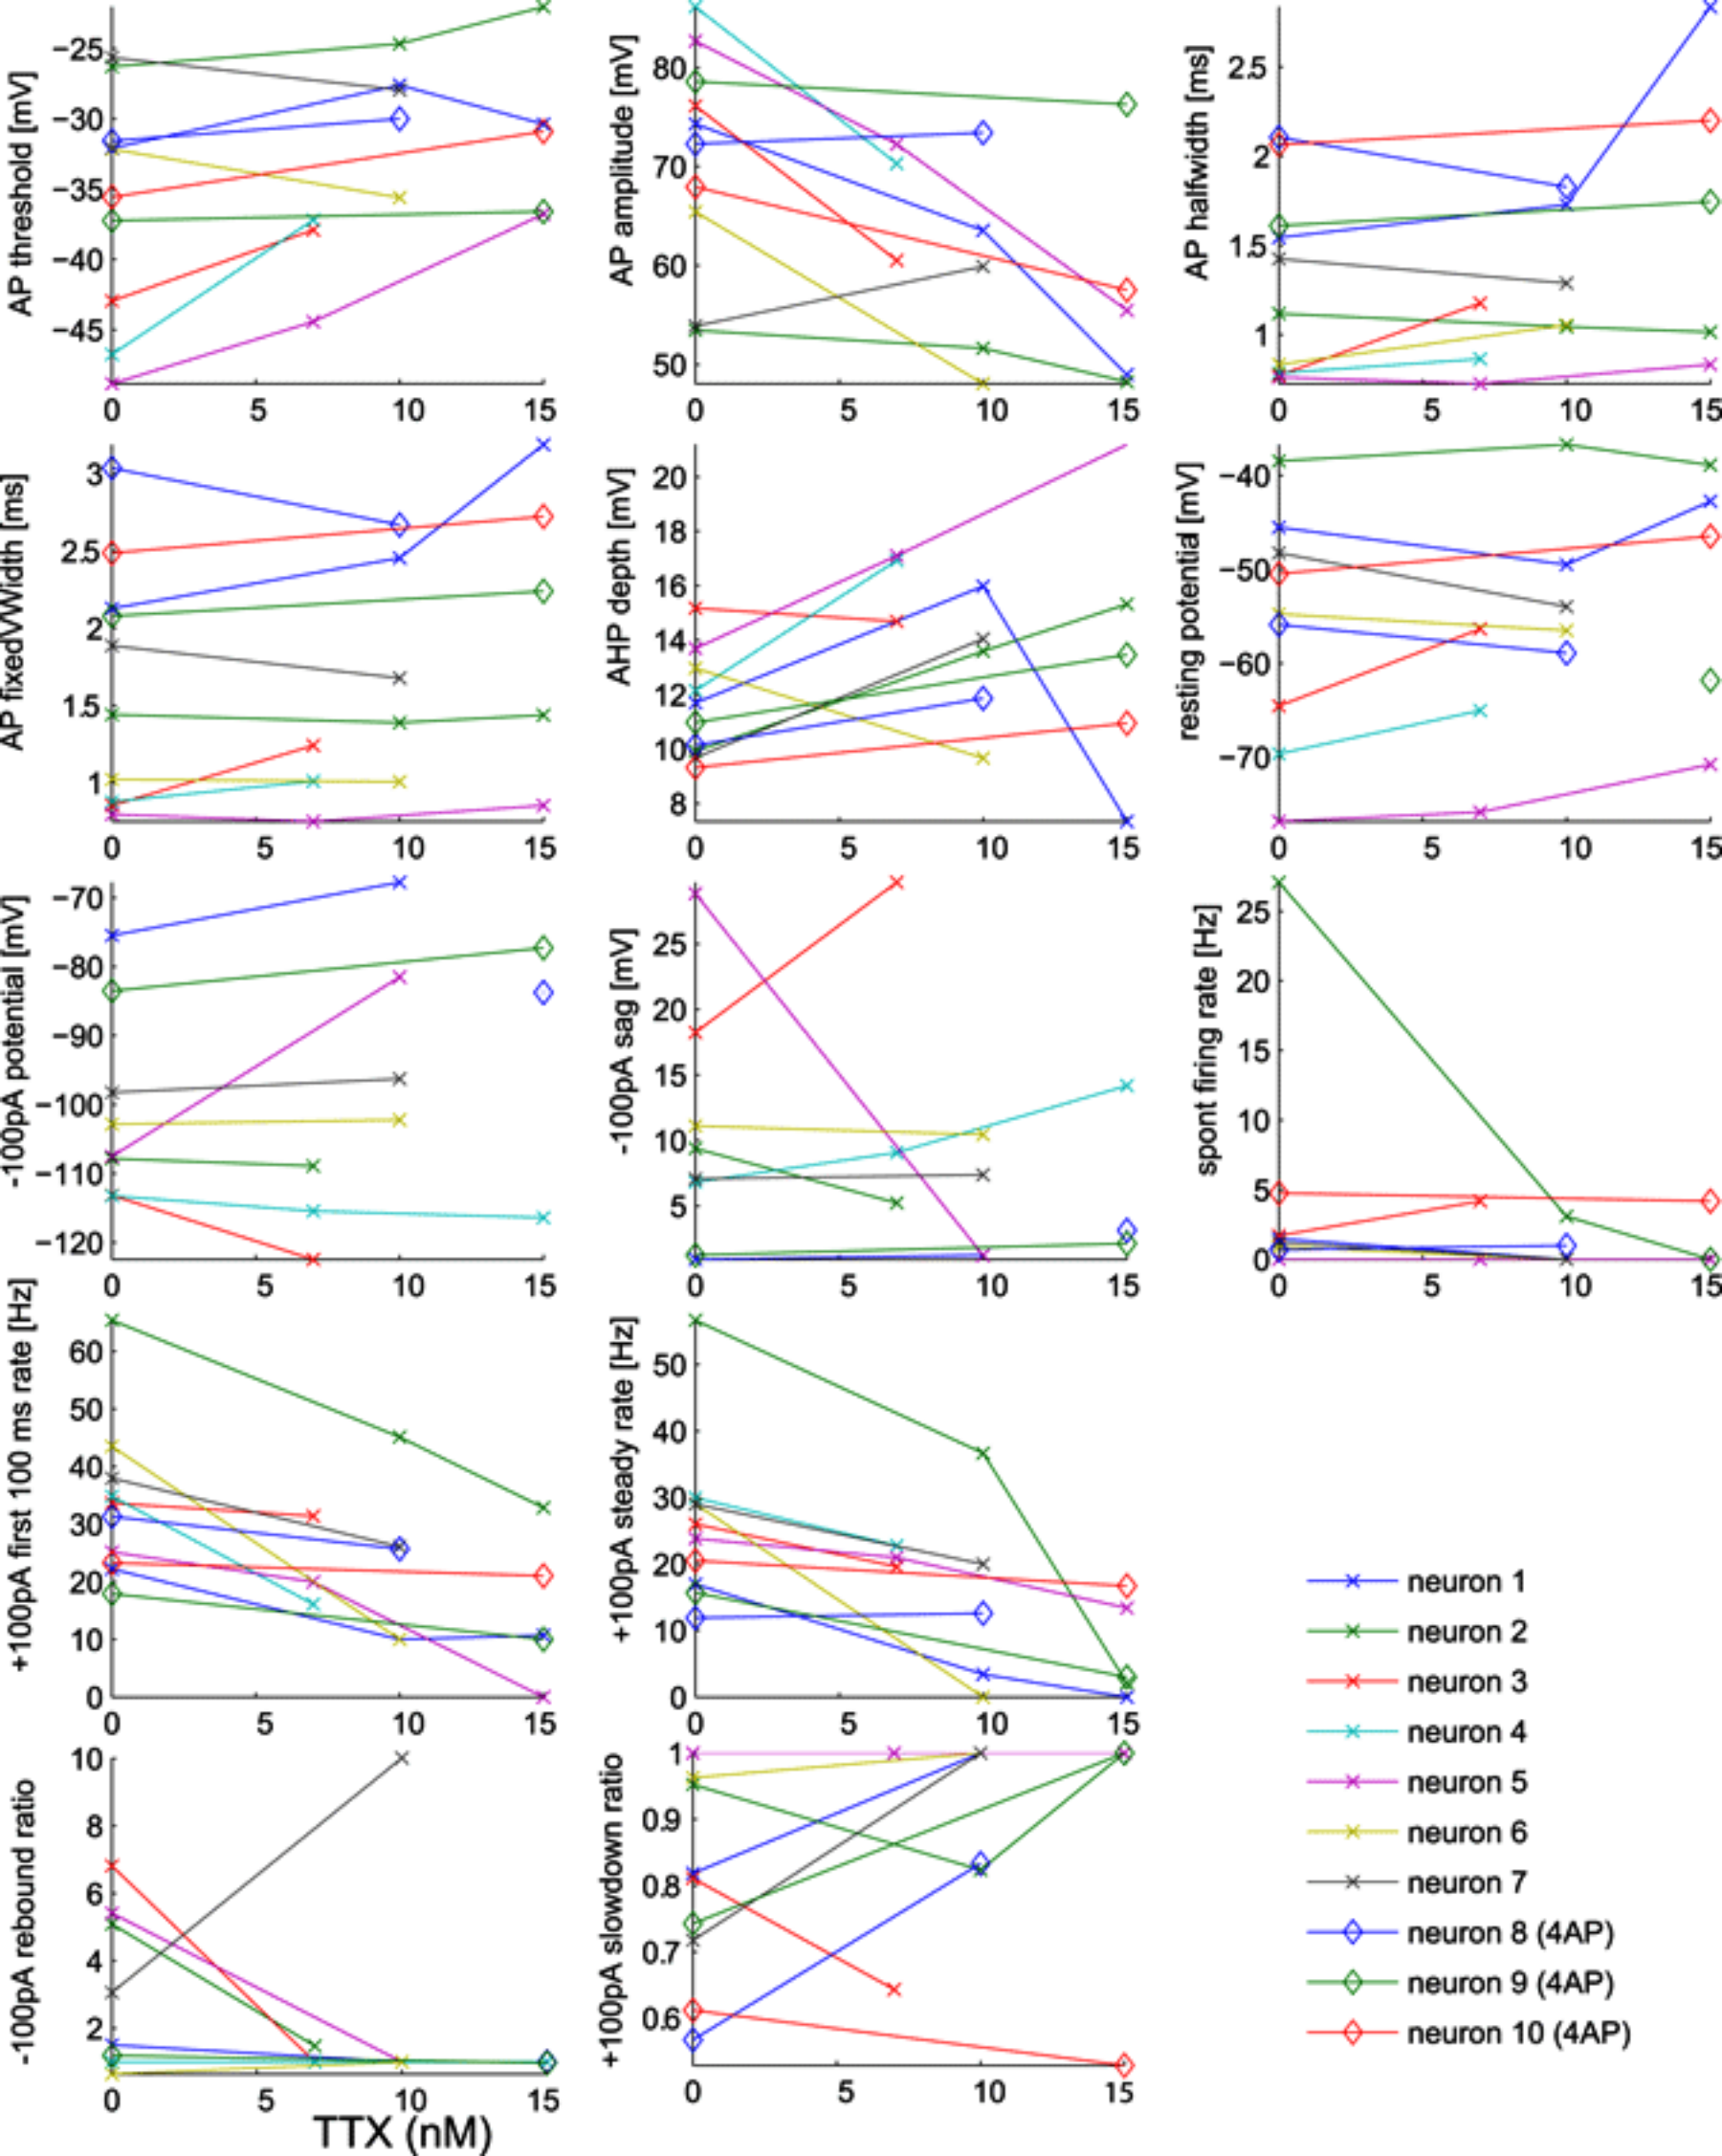 AP threshold [mV]
−25
−30
−35
−40
−45
0 5 10 15
AP amplitude [mV]
80
70
60
50
0 5 10 15
AP halfwidth [ms]
2.5
2
1.5
1
0 5 10 15
AP fixedVWidth [ms]
3
2.5
2
1.5
1
0 5 10 15
AHP depth [mV]
20
18
16
14
12
10
8
0 5 10 15
resting potential [mV]
−40
−50
−60
−70
0 5 10 15
-100pA potential [mV]
−70
−80
−90
−100
−110
−120
0 5 10 15
-100pA sag [mV]
25
20
15
10
5
0 5 10 15
spont firing rate [Hz]
25
20
15
10
5
0
0 5 10 15
+100pA first 100 ms rate [Hz]
60
50
40
30
20
10
0
0 5 10 15
+100pA steady rate [Hz]
50
40
30
20
10
0
0 5 10 15
-100pA rebound ratio
10
8
6
4
2
0 5 10 15
TTX (nM)
+100pA slowdown ratio
1
0.9
0.8
0.7
0.6
0 5 10 15
neuron 1
neuron 2
neuron 3
neuron 4
neuron 5
neuron 6
neuron 7
neuron 8 (4AP)
neuron 9 (4AP)
neuron 10 (4AP)